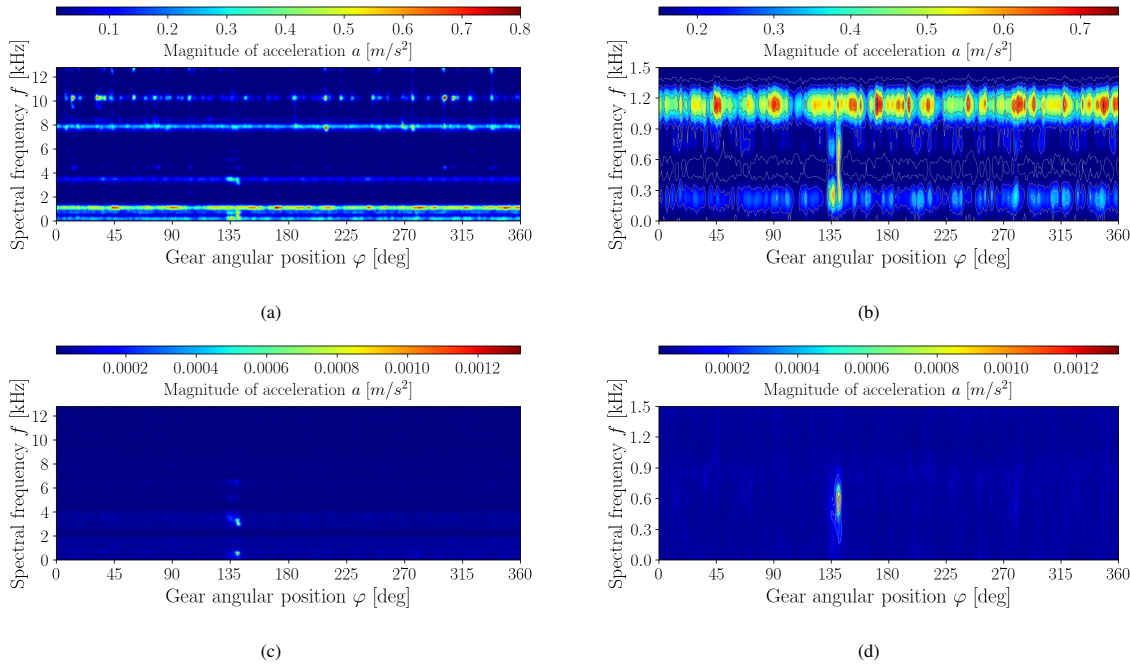 0.1 0.2 0.3 0.4 0.5 0.6 0.7 0.8
Magnitude of acceleration a [m/s²]
Spectral frequency f [kHz]
12
10
8
6
4
2
0
0 45 90 135 180 225 270 315 360
Gear angular position φ [deg]
(a)
0.2 0.3 0.4 0.5 0.6 0.7
Magnitude of acceleration a [m/s²]
Spectral frequency f [kHz]
1.5
1.2
0.9
0.6
0.3
0
0 45 90 135 180 225 270 315 360
Gear angular position φ [deg]
(b)
0.0002 0.0004 0.0006 0.0008 0.0010 0.0012
Magnitude of acceleration a [m/s²]
Spectral frequency f [kHz]
12
10
8
6
4
2
0
0 45 90 135 180 225 270 315 360
Gear angular position φ [deg]
(c)
0.0002 0.0004 0.0006 0.0008 0.0010 0.0012
Magnitude of acceleration a [m/s²]
Spectral frequency f [kHz]
1.5
1.2
0.9
0.6
0.3
0
0 45 90 135 180 225 270 315 360
Gear angular position φ [deg]
(d)